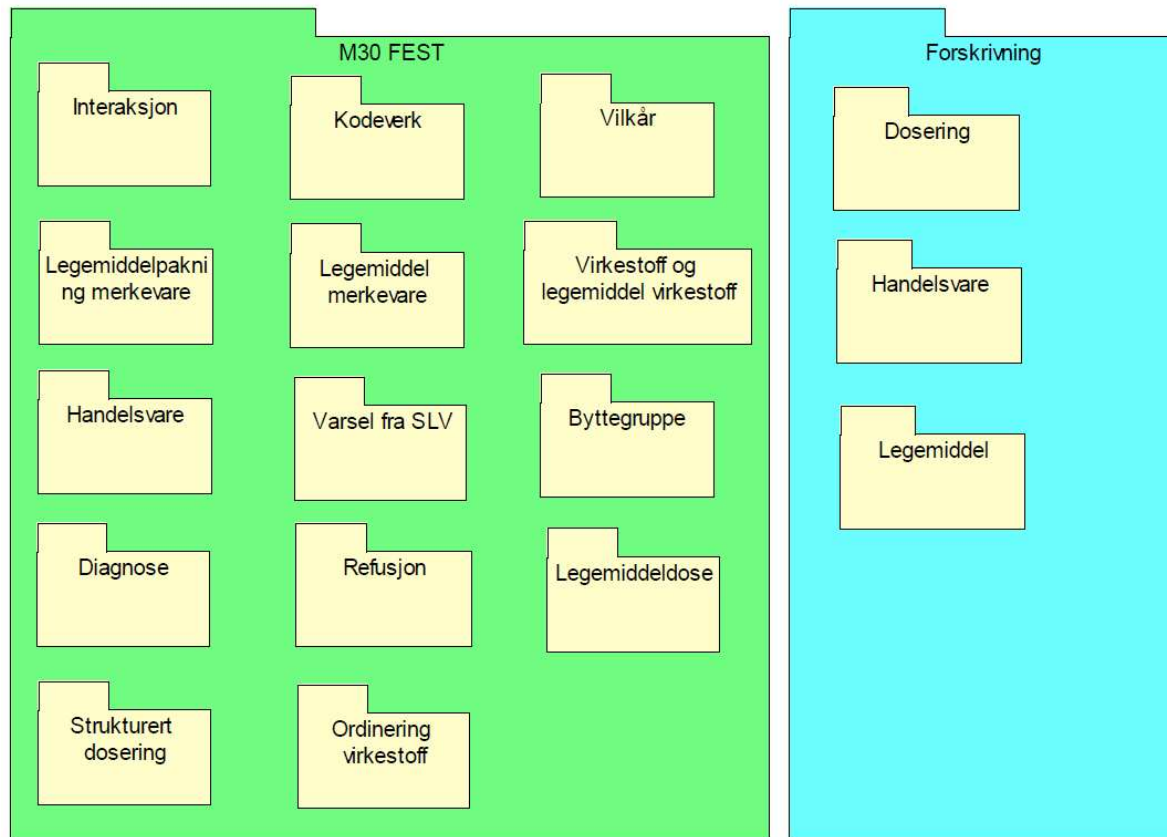 M30 FEST
Interaksjon
Kodeverk
Vilkår
Legemiddelpakni
ng merkevare
Legemiddel
merkevare
Virkestoff og
legemiddel virkestoff
Handelsvare
Varsel fra SLV
Byttegruppe
Diagnose
Refusjon
Legemiddeldose
Strukturert
dosering
Ordinering
virkestoff
Forskrivning
Dosering
Handelsvare
Legemiddel